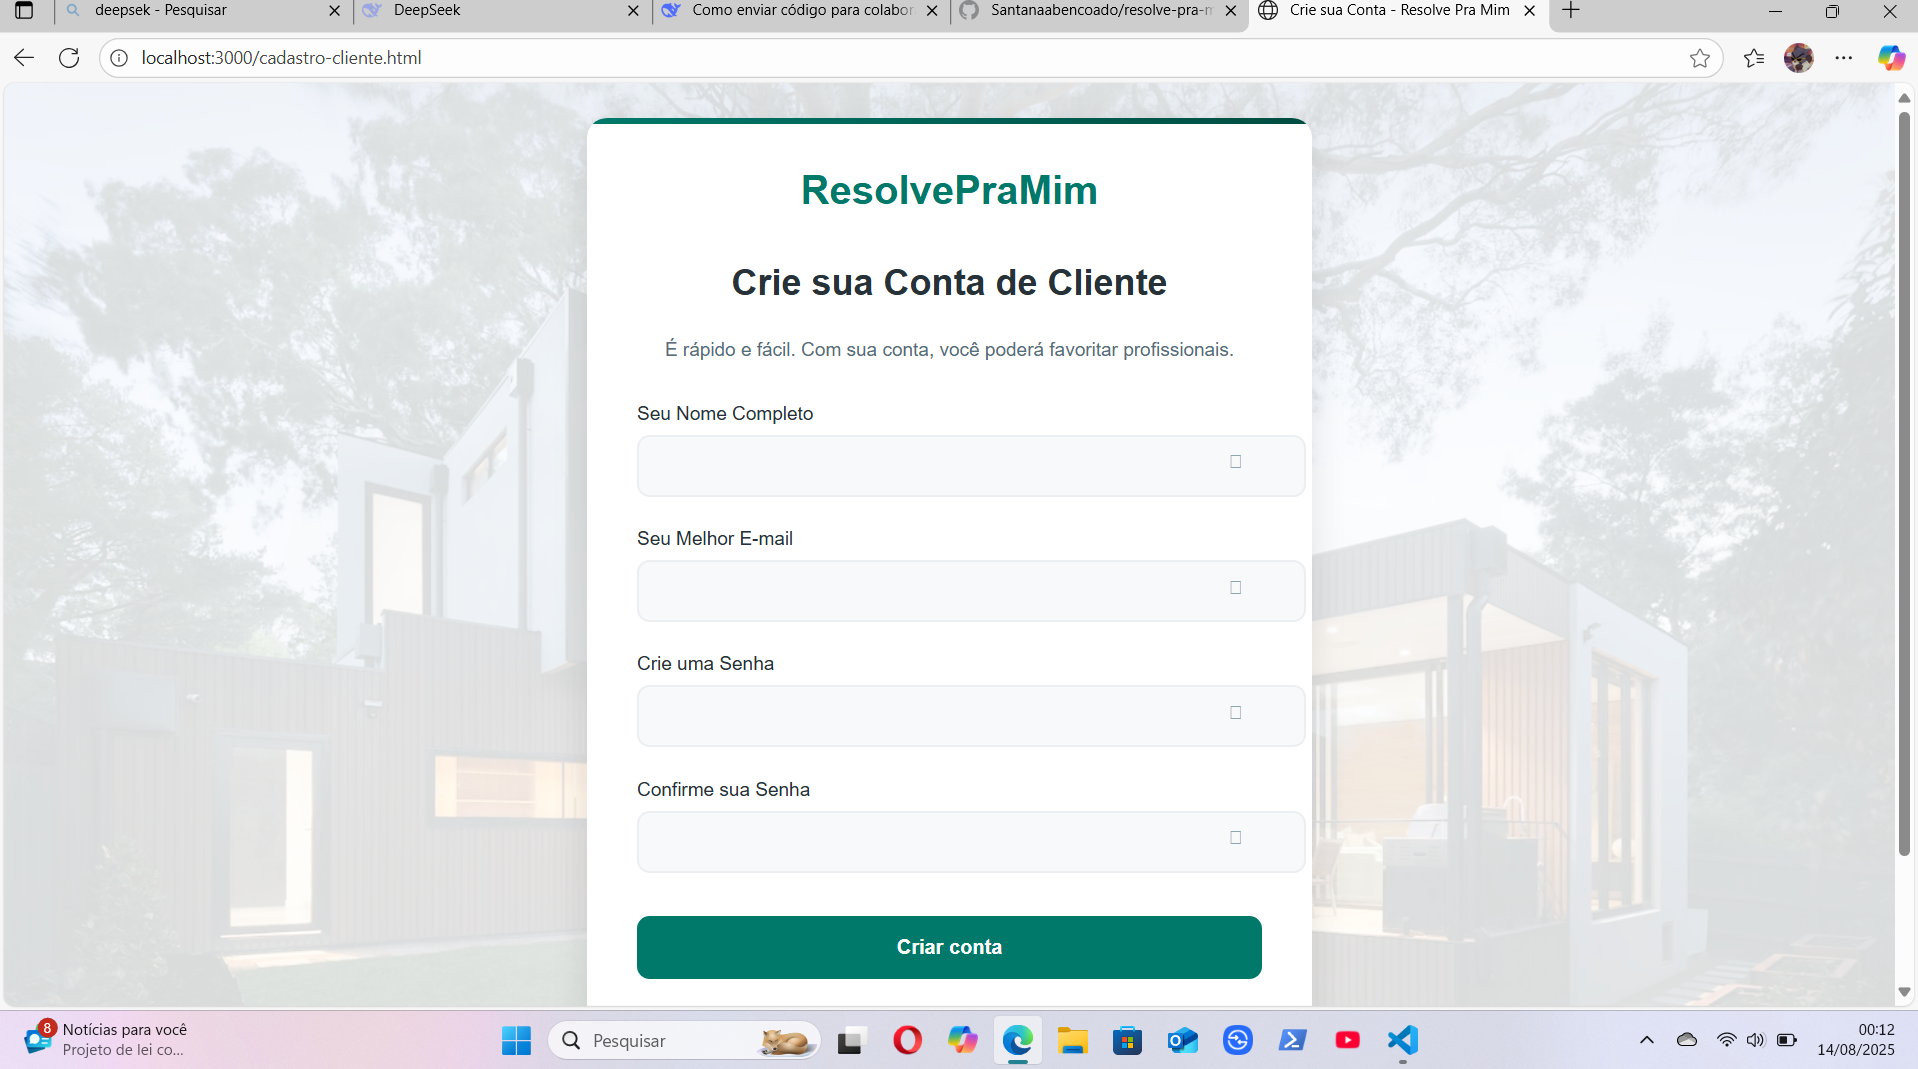 deepsek - Pesquisar
DeepSeek
Como enviar código para colabor
Santanaabencoado/resolve-pra-m
Crie sua Conta - Resolve Pra Mim
localhost:3000/cadastro-cliente.html
ResolvePraMim
Crie sua Conta de Cliente
É rápido e fácil. Com sua conta, você poderá favoritar profissionais.
Seu Nome Completo
Seu Melhor E-mail
Crie uma Senha
Confirme sua Senha
Criar conta
8
Notícias para você
Projeto de lei co...
Pesquisar
00:12
14/08/2025